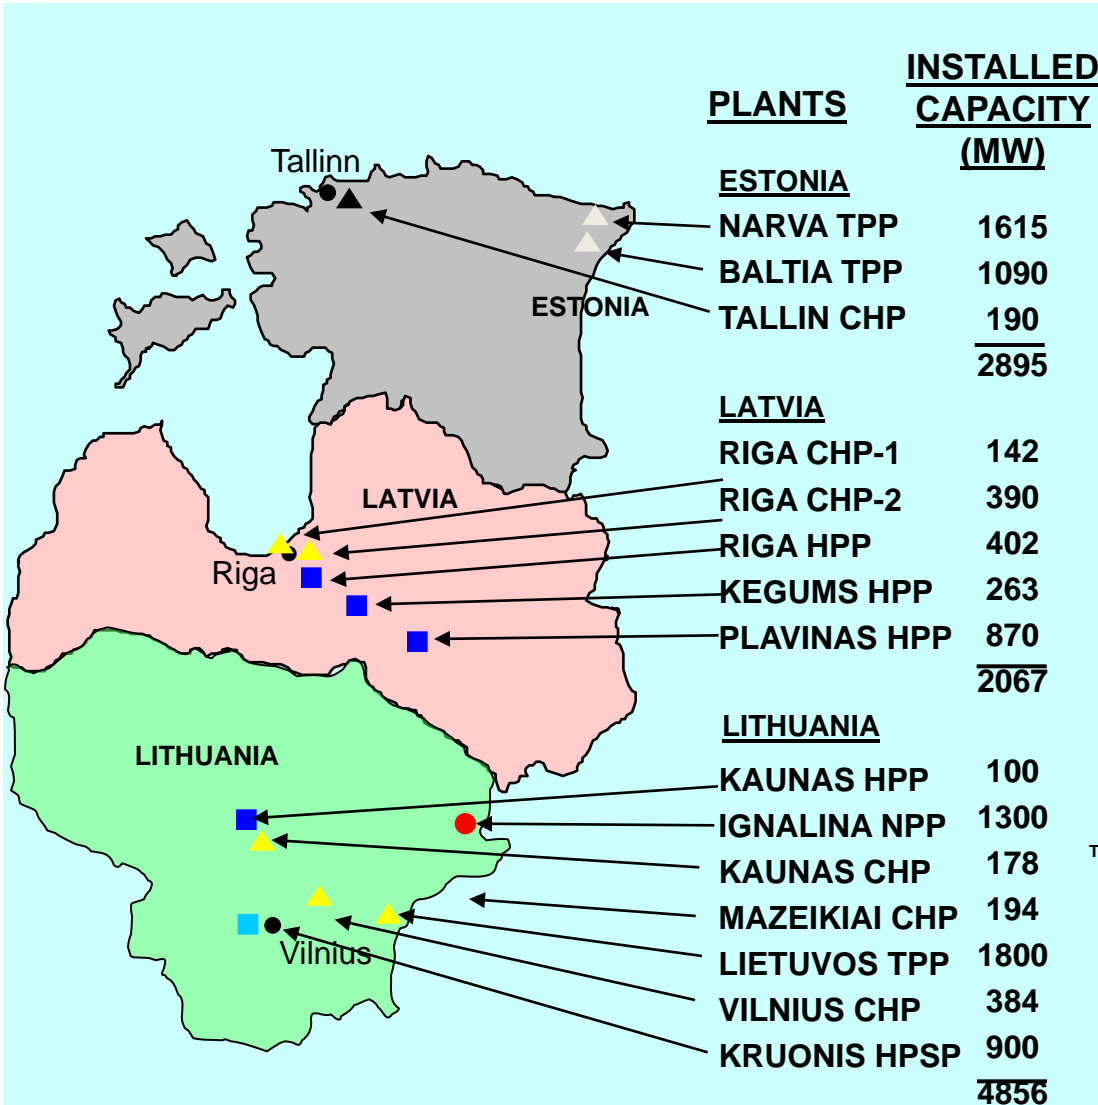 INSTALLED
CAPACITY
(MW)
PLANTS
Tallinn
ESTONIA
NARVA TPP 1615
BALTIA TPP 1090
ESTONIA
TALLIN CHP 190
2895
LATVIA
RIGA CHP-1 142
LATVIA
RIGA CHP-2 390
RIGA HPP 402
Riga
KEGUMS HPP 263
PLAVINAS HPP 870
2067
LITHUANIA
LITHUANIA
KAUNAS HPP 100
IGNALINA NPP 1300
T
KAUNAS CHP 178
MAZEIKIAI CHP 194
Vilnius
LIETUVOS TPP 1800
VILNIUS CHP 384
KRUONIS HPSP 900
4856